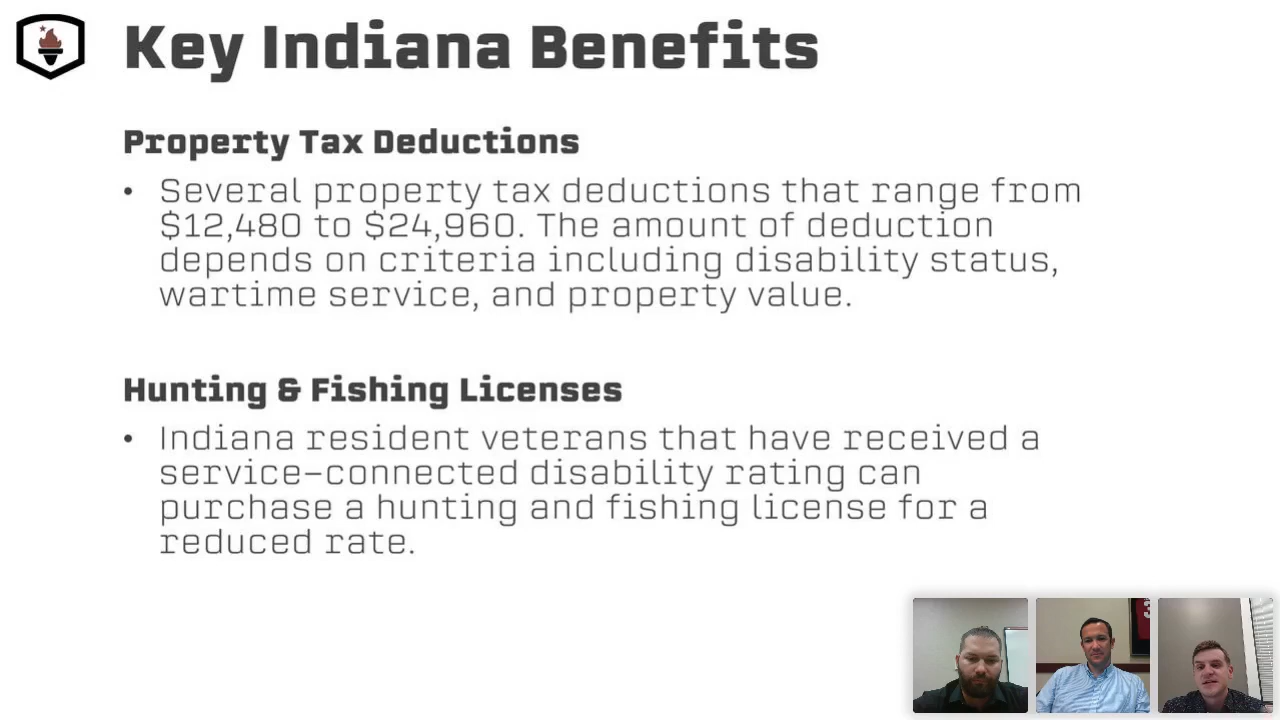 Key Indiana Benefits
Property Tax Deductions
• Several property tax deductions that range from
$12,480 to $24,960. The amount of deduction
depends on criteria including disability status,
wartime service, and property value.
Hunting & Fishing Licenses
• Indiana resident veterans that have received a
service-connected disability rating can
purchase a hunting and fishing license for a
reduced rate.